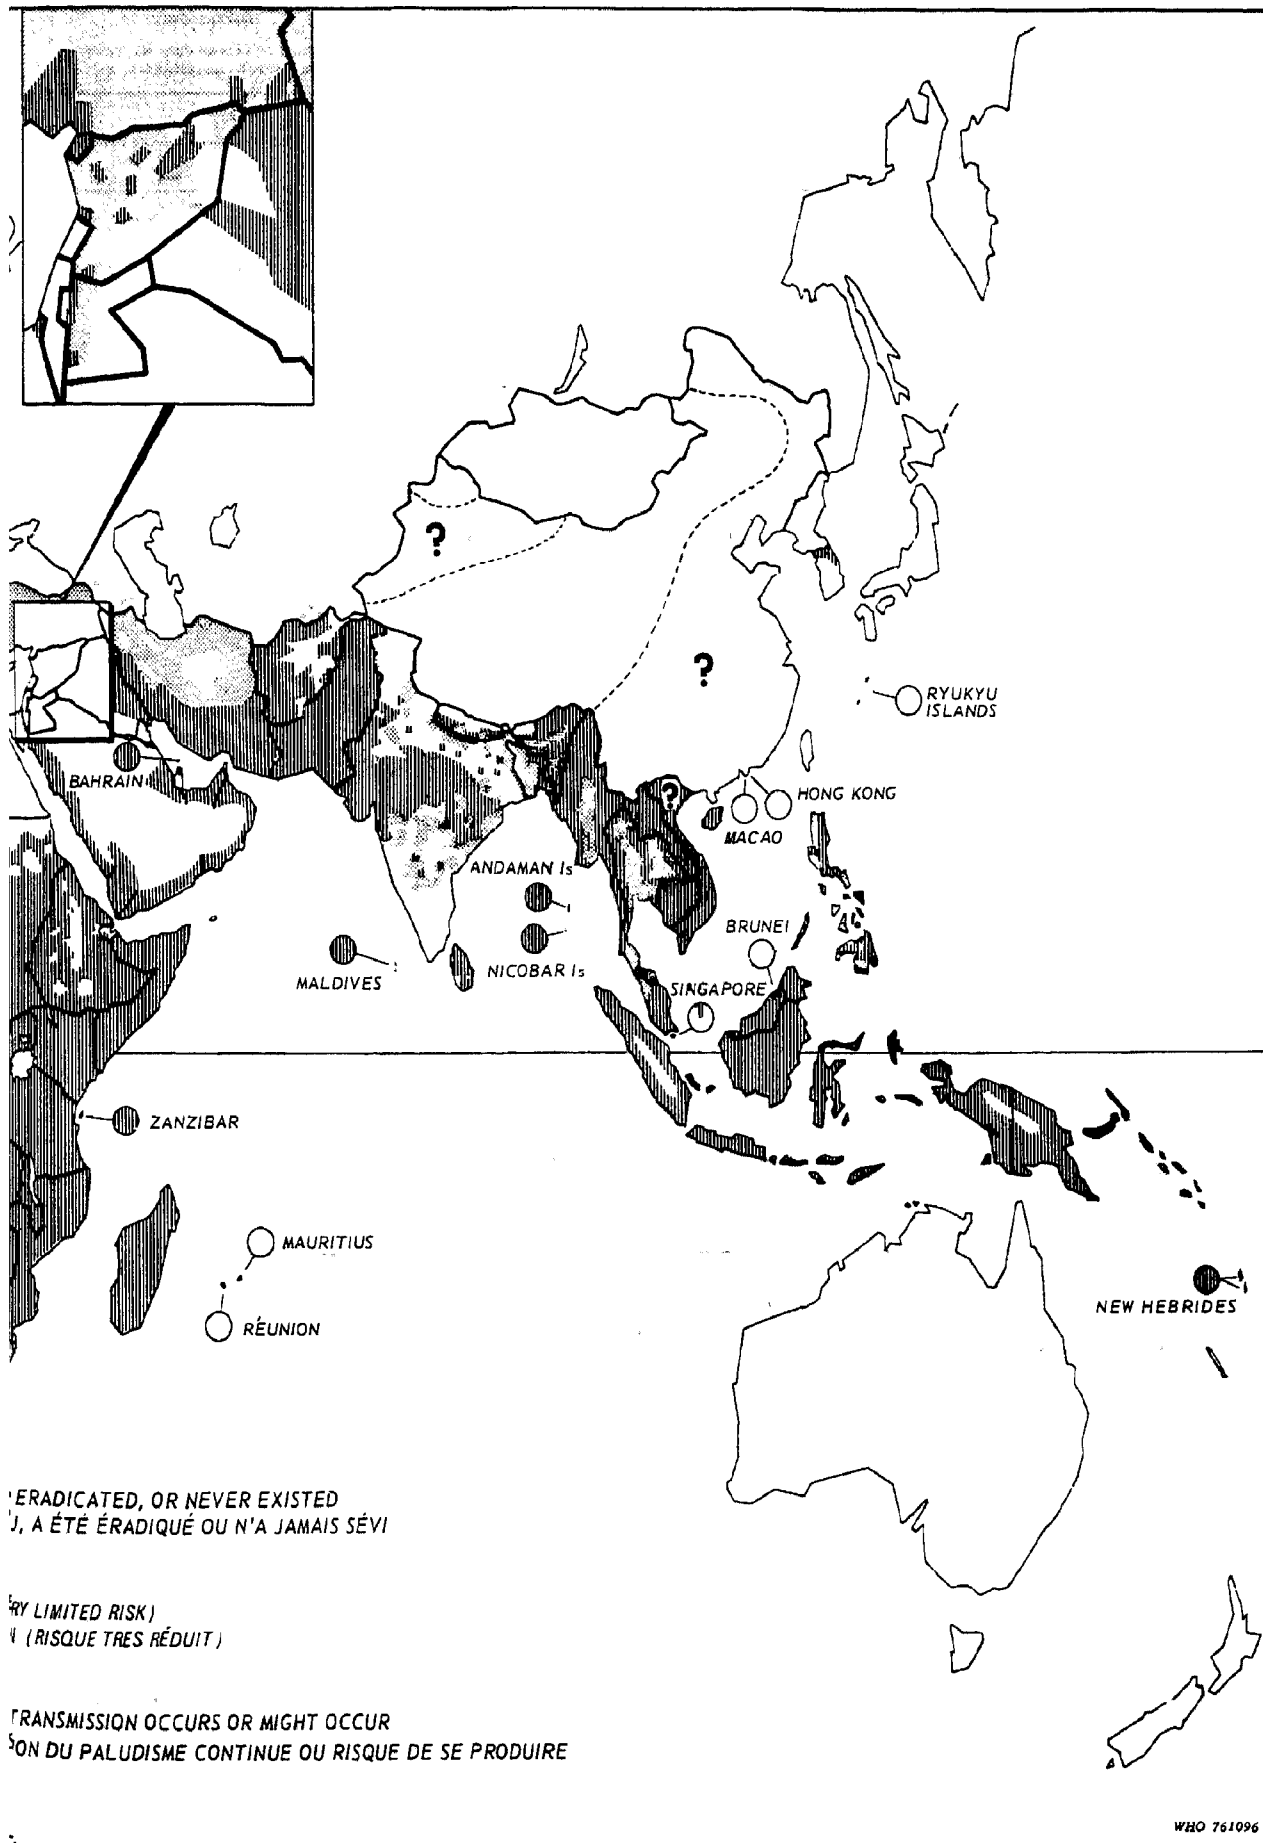 ?
?
RYUKYU
ISLANDS
BAHRAIN
?
HONG KONG
MACAO
ANDAMAN Is
BRUNEI
MALDIVES
NICOBAR Is
SINGAPORE
ZANZIBAR
MAURITIUS
NEW HEBRIDES
RÉUNION
ERADICATED, OR NEVER EXISTED
, A ÉTÉ ÉRADIQUÉ OU N'A JAMAIS SÉVI
RY LIMITED RISK)
(RISQUE TRES RÉDUIT)
TRANSMISSION OCCURS OR MIGHT OCCUR
ON DU PALUDISME CONTINUE OU RISQUE DE SE PRODUIRE
WHO 761096